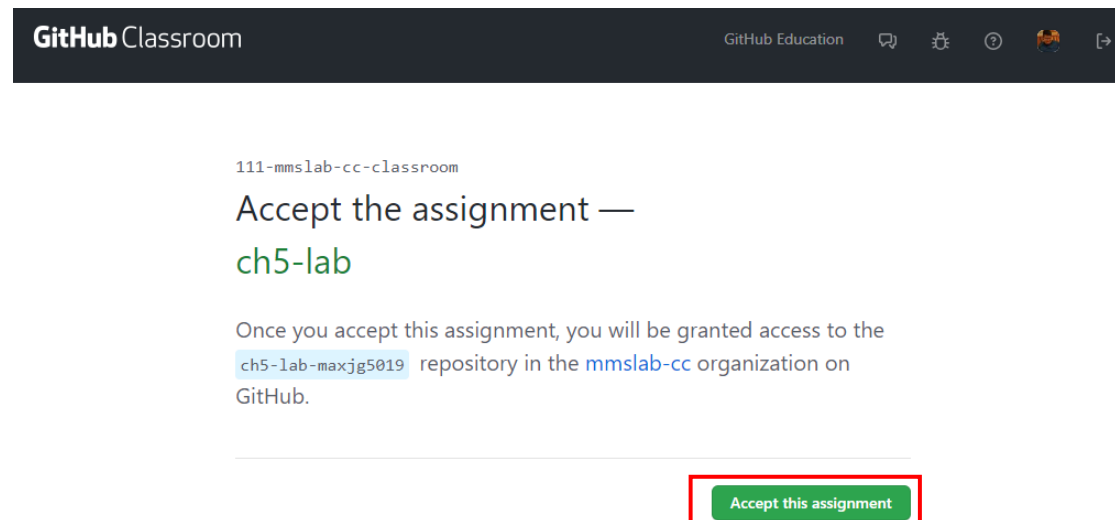 GitHub Classroom
GitHub Education
111-mmslab-cc-classroom
Accept the assignment —
ch5-lab
Once you accept this assignment, you will be granted access to the
ch5-lab-maxjg5019 repository in the mmslab-cc organization on
GitHub.
Accept this assignment